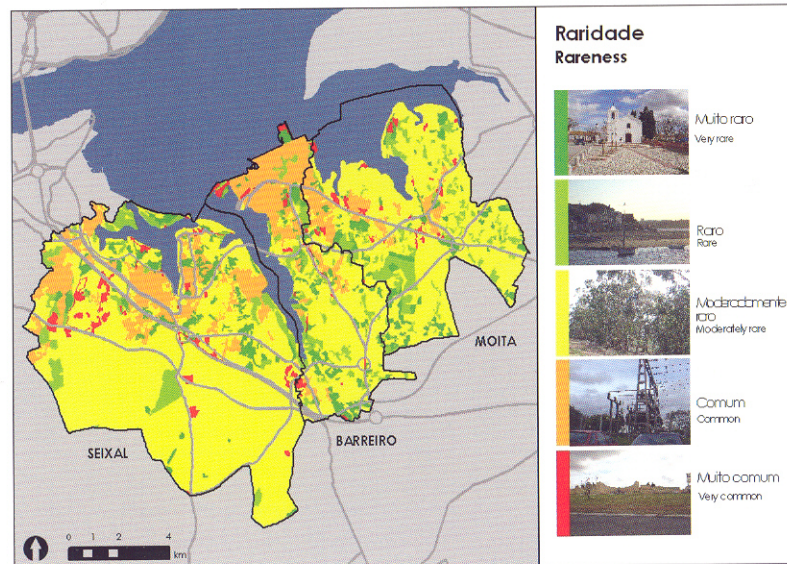 Raridade
Rareness
Muito raro
Very rare
Raro
Rare
Moderadamente
raro
Moderately rare
Comum
Common
Muito comum
Very common
MOITA
BARREIRO
SEIXAL
0 1 2 4
km